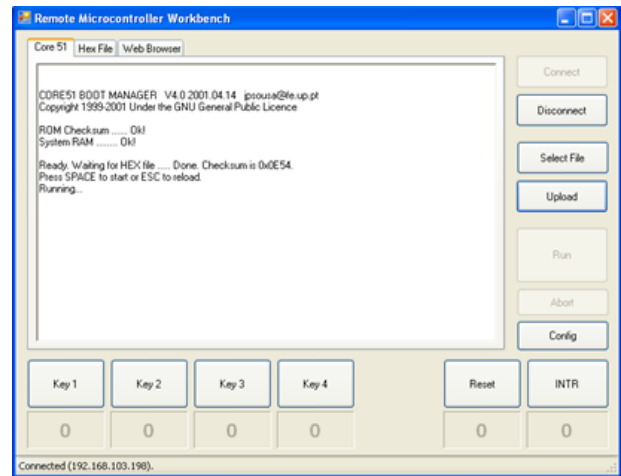 Remote Microcontroller Workbench
Core 51 Hex File Web Browser
CORE51 BOOT MANAGER V4.0 2001.04.14 jpsousa@fe.up.pt
Copyright 1999-2001 Under the GNU General Public Licence
ROM Checksum ...... Ok!
System RAM ........ Ok!
Ready. Waiting for HEX file ..... Done. Checksum is 0x0E54.
Press SPACE to start or ESC to reload.
Running...
Connect
Disconnect
Select File
Upload
Run
Abort
Config
Key 1 Key 2 Key 3 Key 4 Reset INTR
0 0 0 0 0 0
Connected (192.168.103.198).